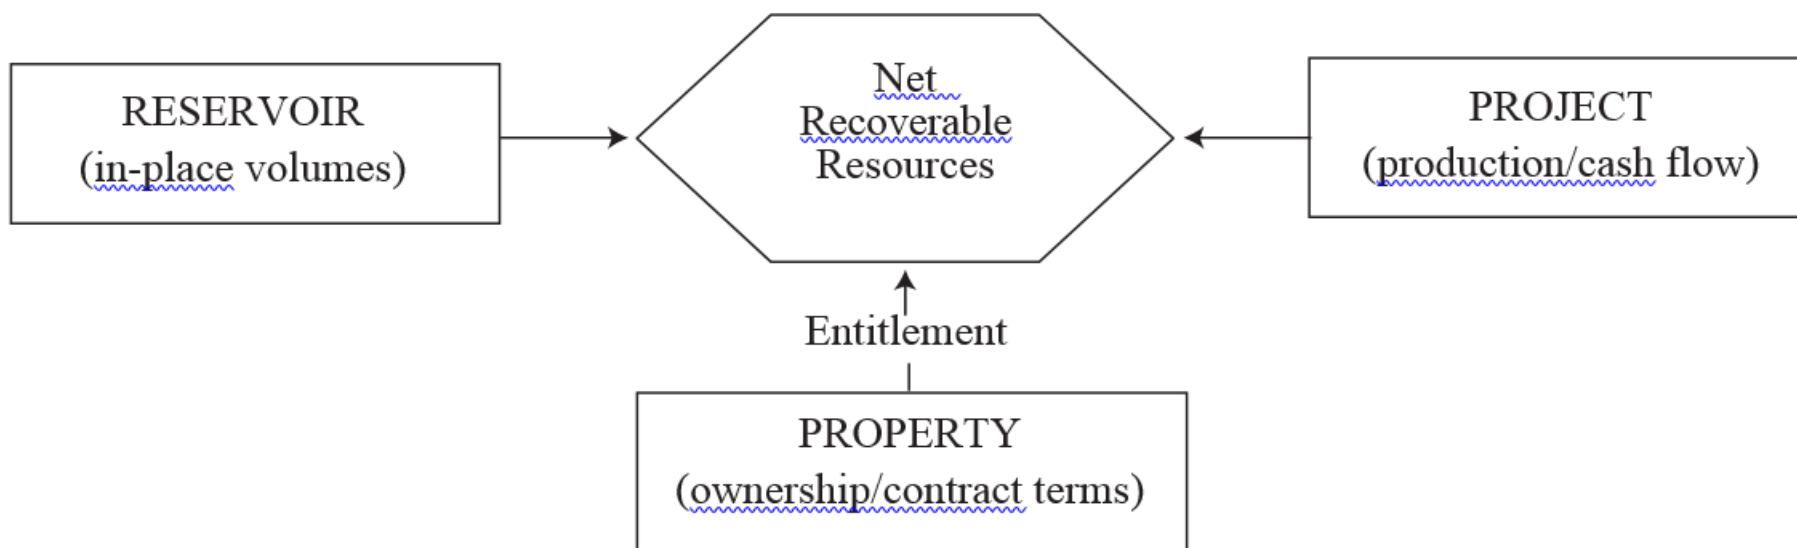 RESERVOIR
(in-place volumes)
Net
Recoverable
Resources
PROJECT
(production/cash flow)
Entitlement
PROPERTY
(ownership/contract terms)